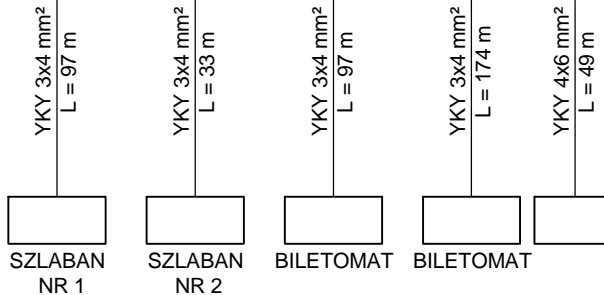 YKY 3x4 mm²
L = 97 m
YKY 3x4 mm²
L = 33 m
YKY 3x4 mm²
L = 97 m
YKY 3x4 mm²
L = 174 m
YKY 4x6 mm²
L = 49 m
SZLABAN
NR 1
SZLABAN
NR 2
BILETOMAT
BILETOMAT